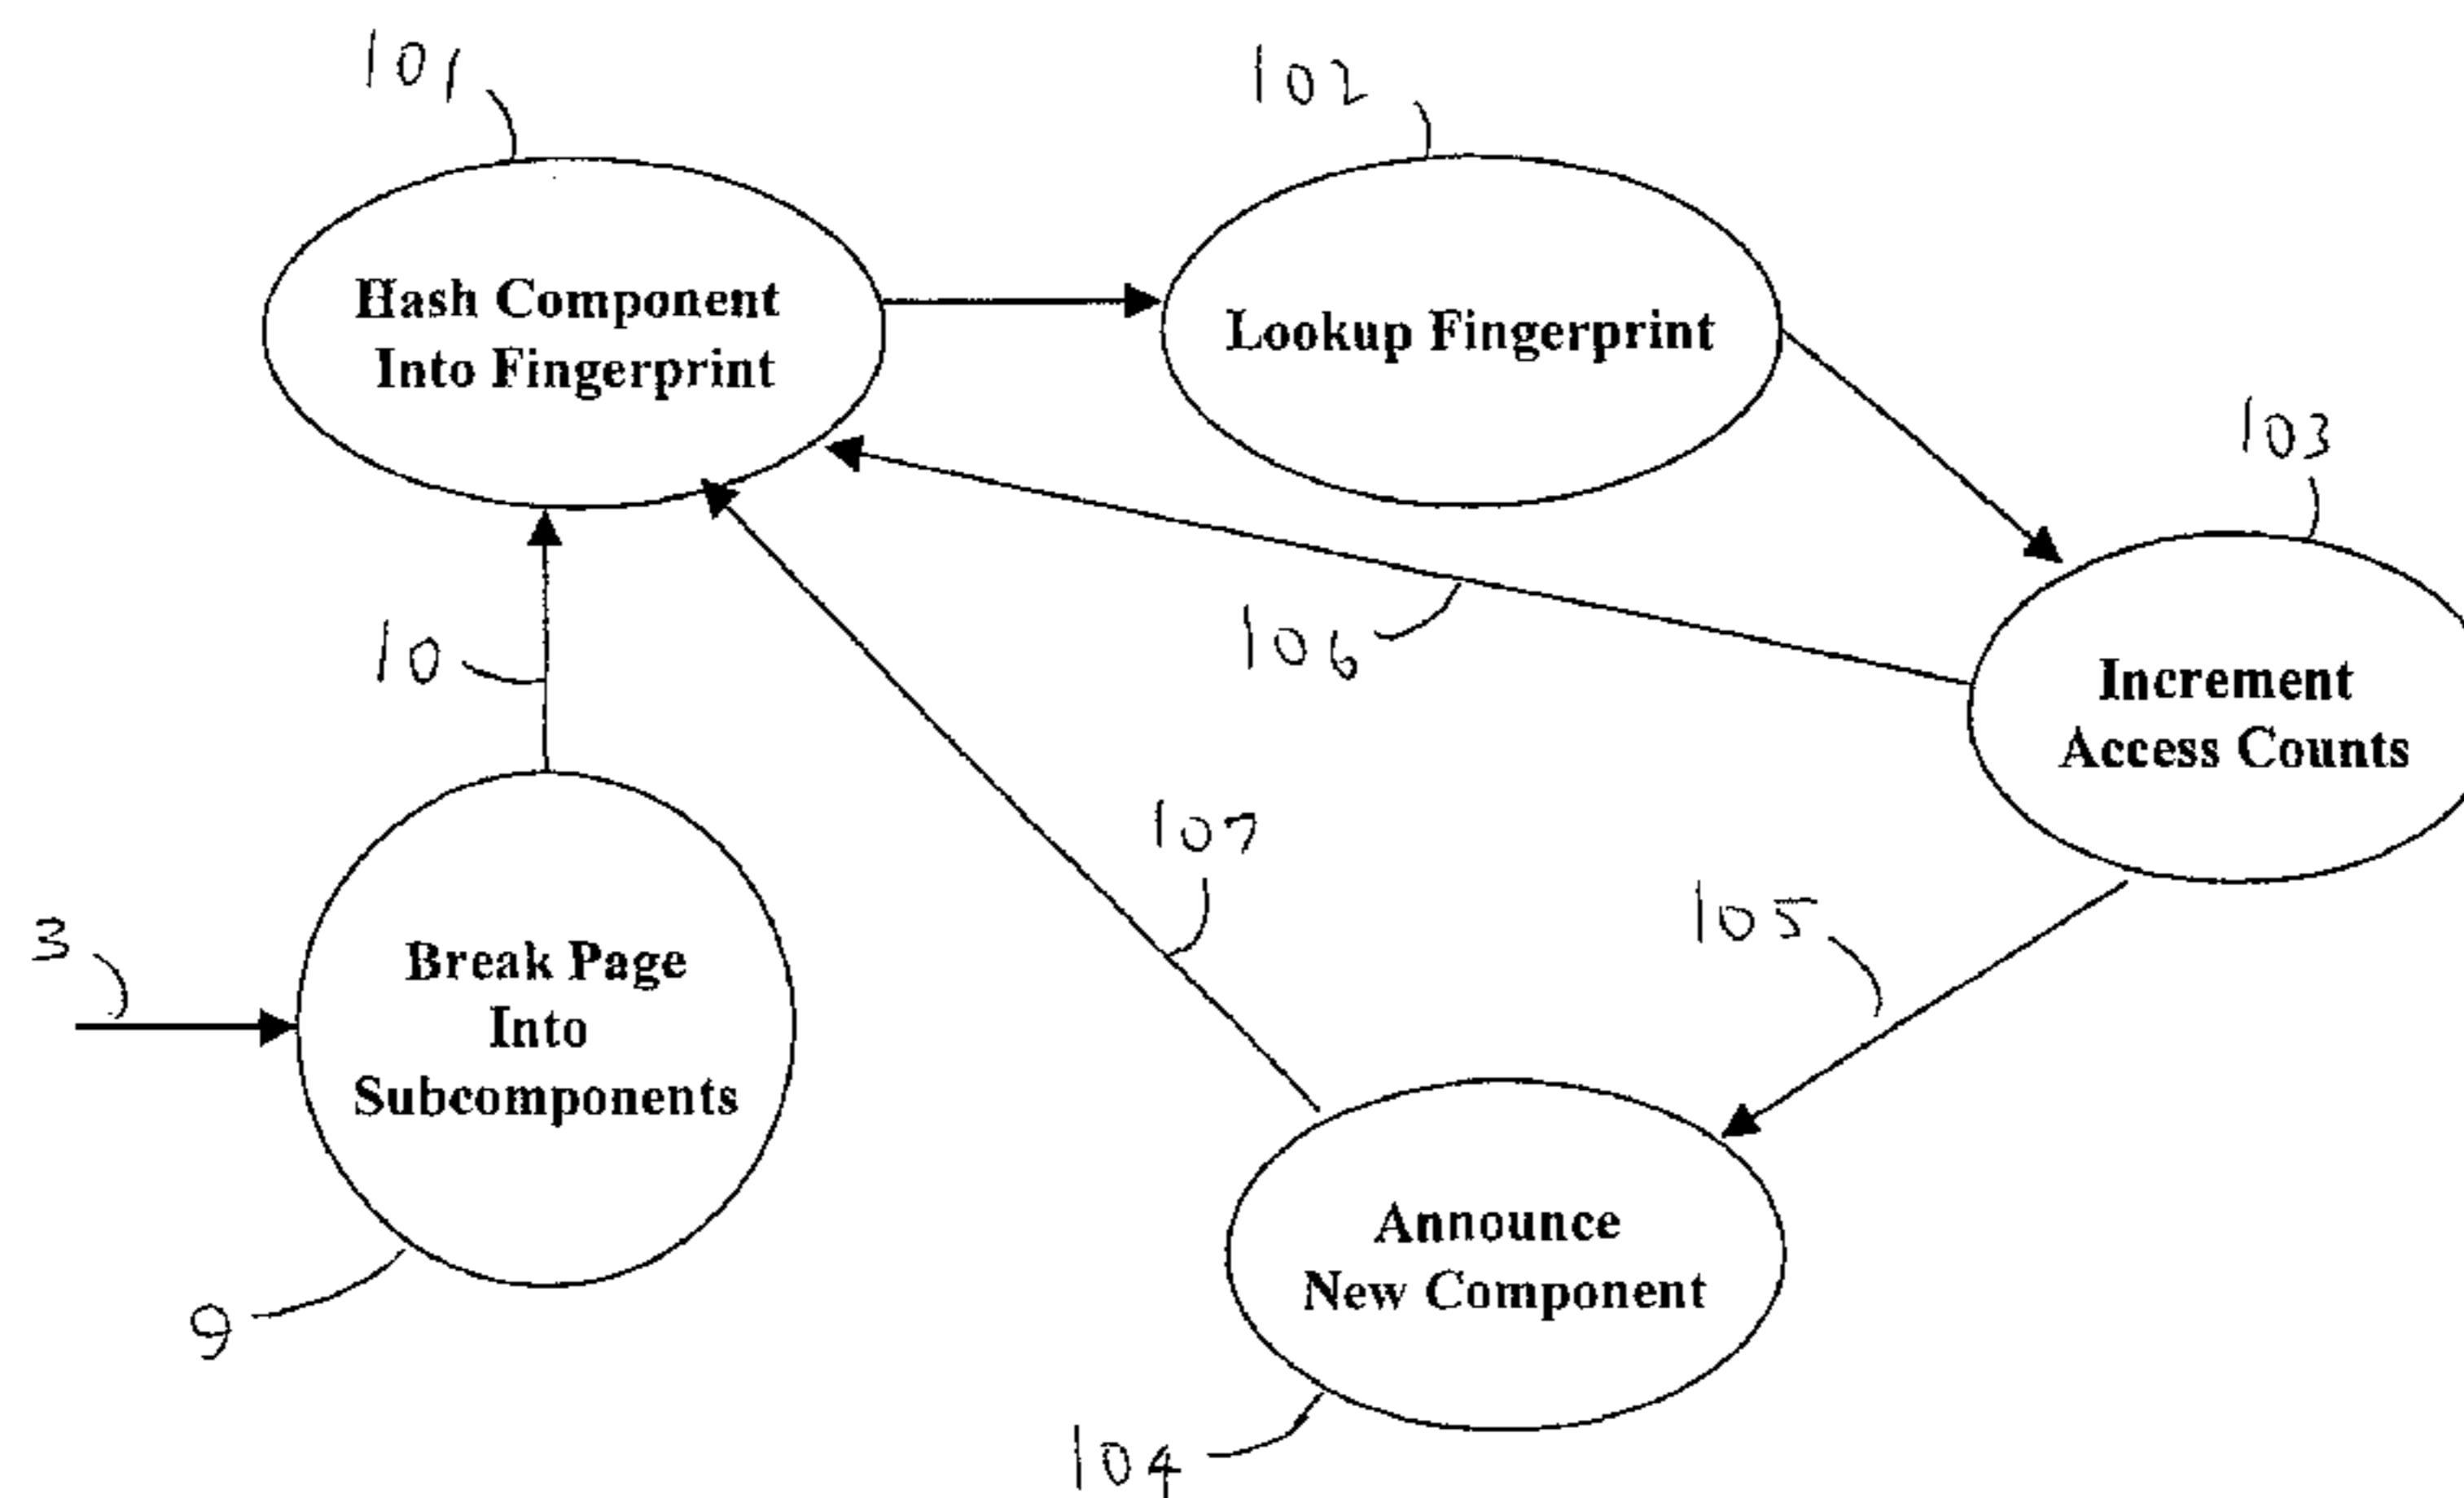 101
102
Hash Component
Into Fingerprint
Lookup Fingerprint
103
10
106
Increment
Access Counts
107
105
3
Break Page
Into
Subcomponents
Announce
New Component
9
104